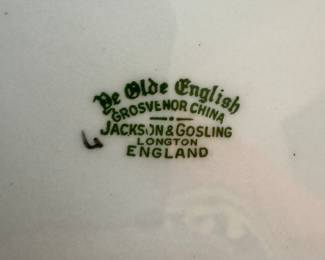 Ye Olde English
GROSVENOR CHINA
JACKSON & GOSLING
LONGTON
ENGLAND